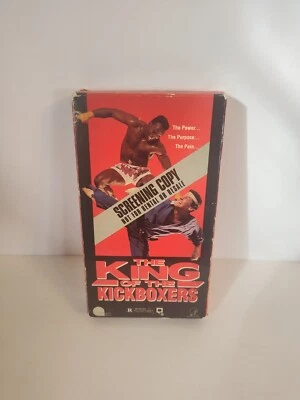 The Power...
The Purpose...
The Pain...
SCREENING COPY
NOT FOR RENTAL OR RESALE
THE
KING
OF THE
KICKBOXERS
R